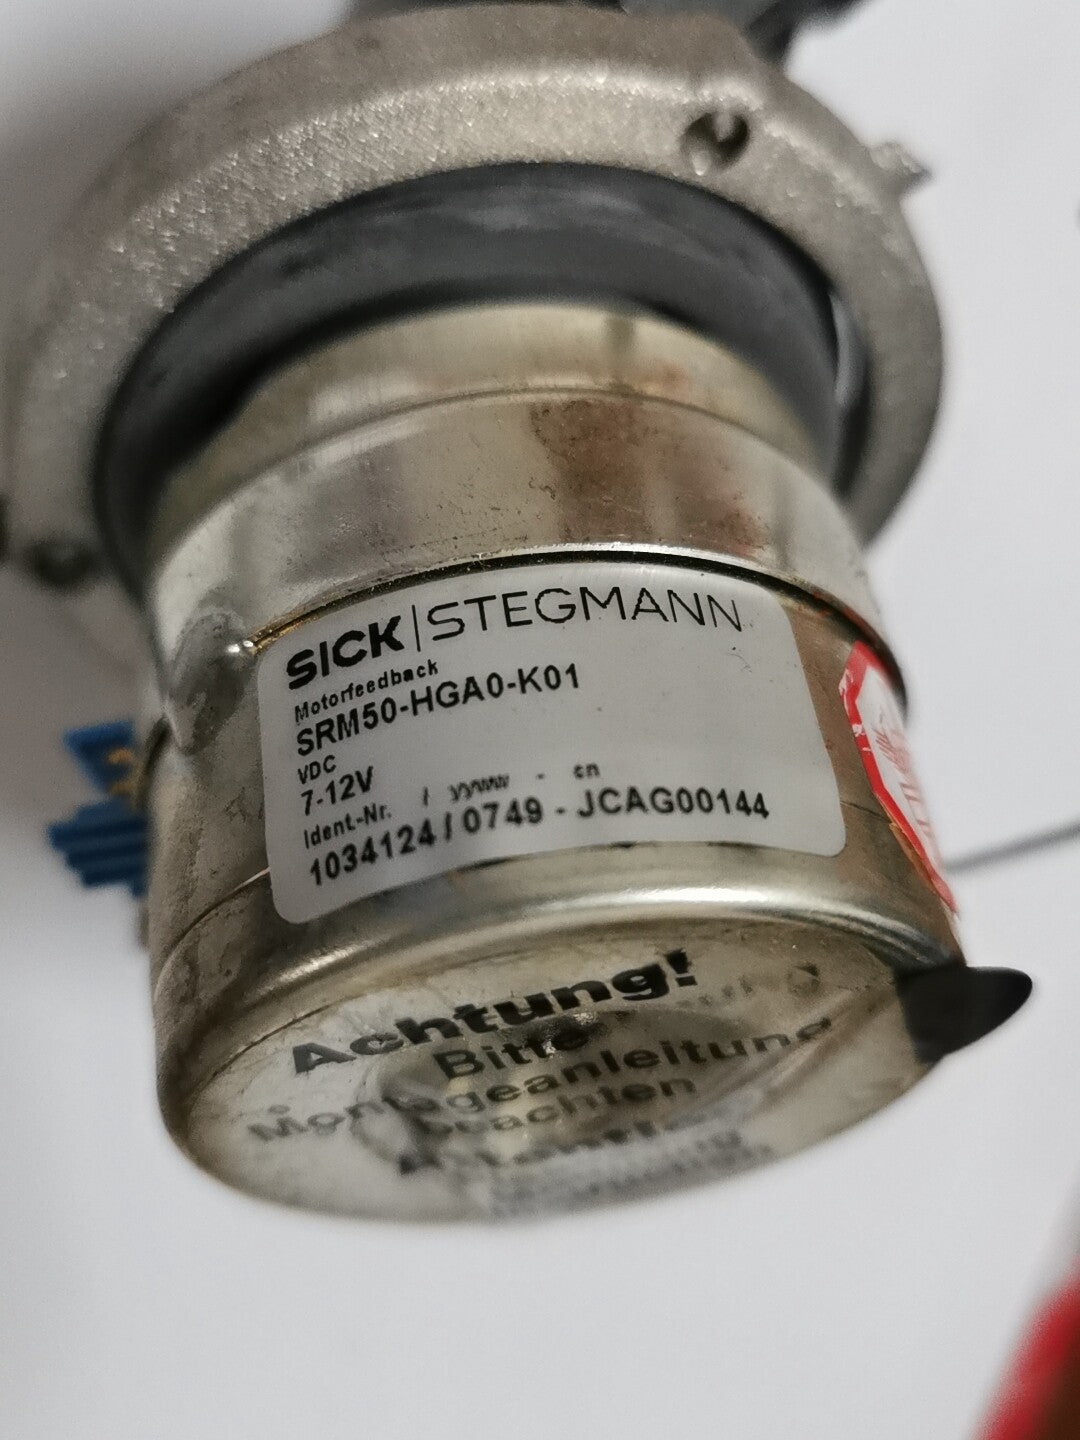 SICK|STEGMANN
Motorfeedback
SRM50-HGA0-K01
VDC
7-12V
Ident.-Nr. / yyww - cn
1034124 / 0749 - JCAG00144
Achtung!
Bitte
Montageanleitung
beachten